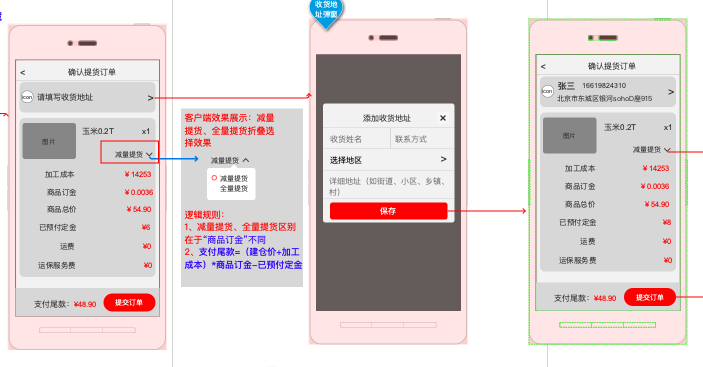 收货地
址弹窗
<
确认提货订单
icon
请填写收货地址
>
图片
玉米0.2T
x1
减量提货
加工成本
¥ 14253
商品订金
¥ 0.0036
商品总价
¥ 54.90
已预付定金
¥6
运费
¥0
运保服务费
¥0
支付尾款：
¥48.90
提交订单
客户端效果展示：减量
提货、全量提货折叠选
择效果
减量提货
减量提货
全量提货
逻辑规则：
1、减量提货、全量提货区别
在于“商品订金”不同
2、支付尾款=（建仓价+加工
成本）*商品订金-已预付定金
添加收货地址
×
收货姓名
联系方式
选择地区
>
详细地址（如街道、小区、乡镇、
村）
保存
<
确认提货订单
icon
张三
16619824310
北京市东城区银河sohoD座915
>
图片
玉米0.2T
x1
减量提货
加工成本
¥ 14253
商品订金
¥ 0.0036
商品总价
¥ 54.90
已预付定金
¥8
运费
¥0
运保服务费
¥0
支付尾款：
¥48.90
提交订单